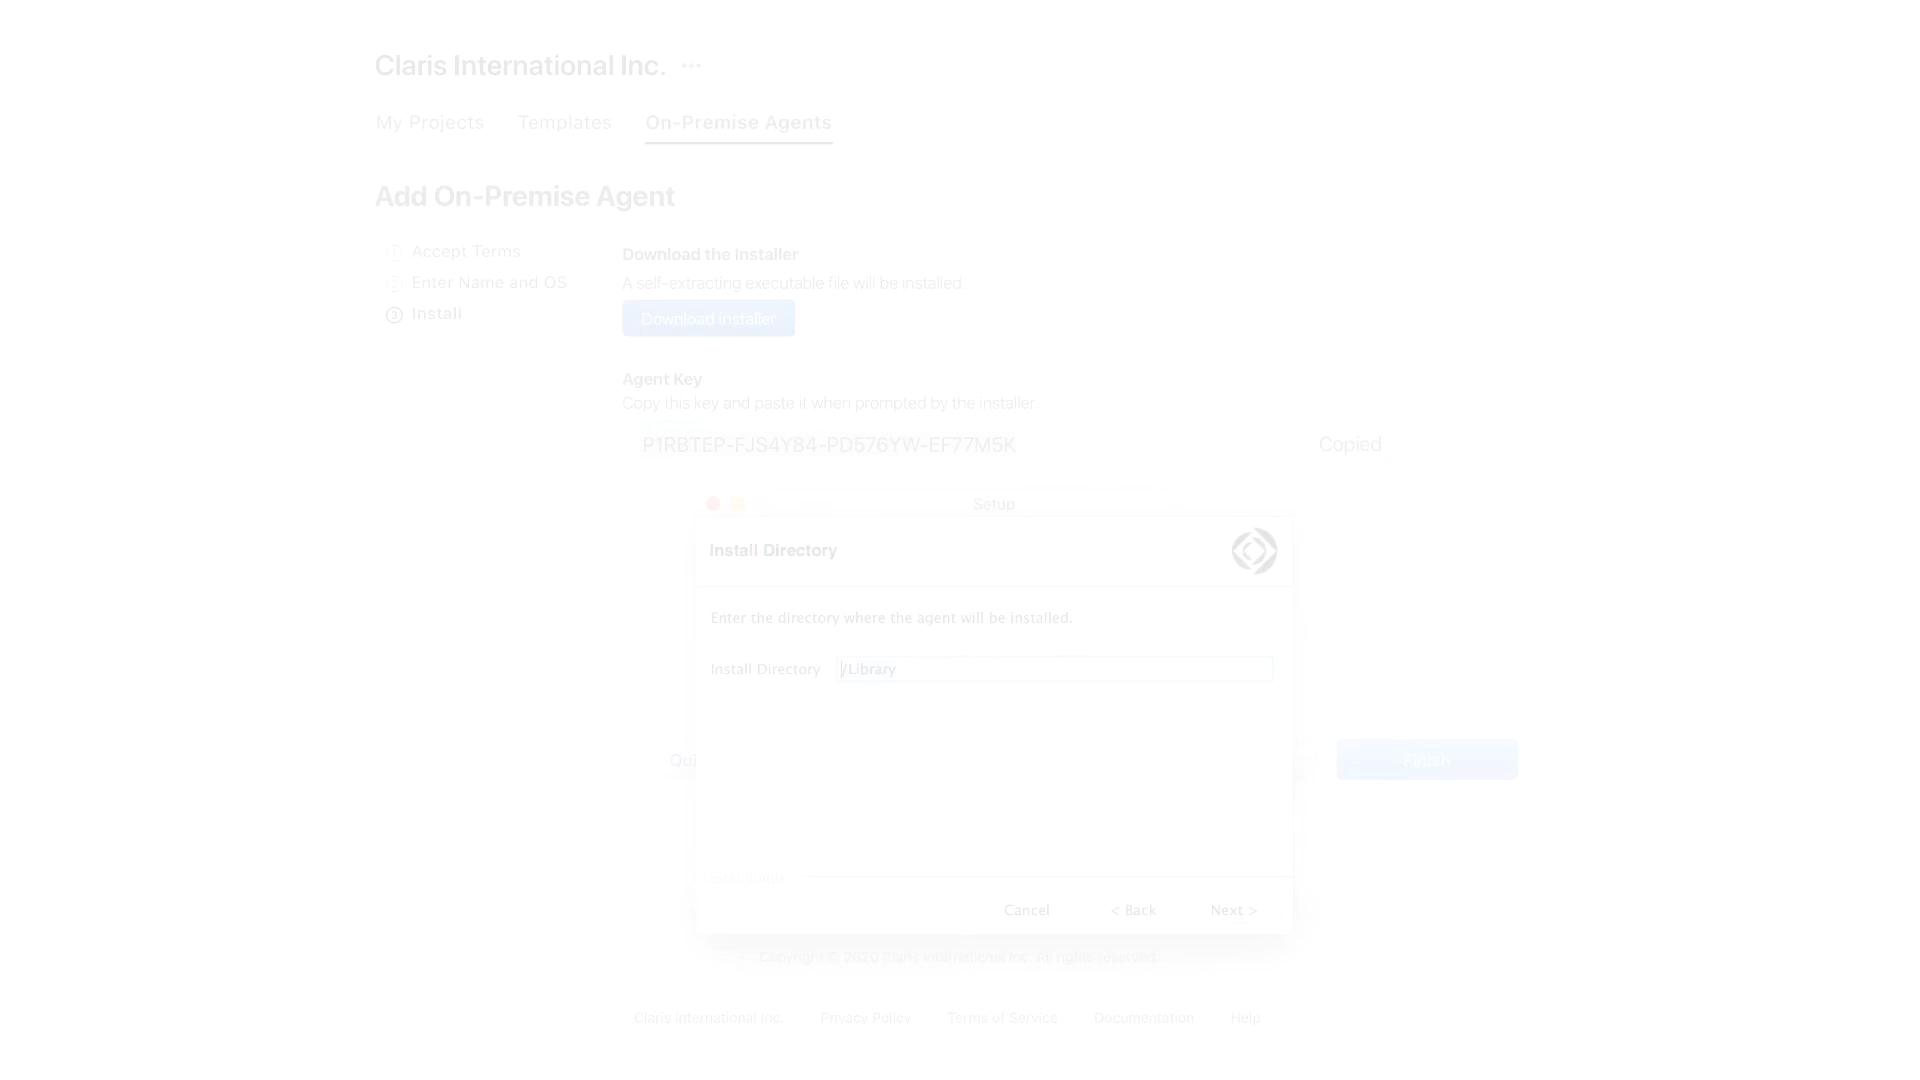 Claris International Inc. ···
My Projects Templates On-Premise Agents
Add On-Premise Agent
1 Accept Terms
2 Enter Name and OS
3 Install
Download the Installer
A self-extracting executable file will be installed.
Download installer
Agent Key
Copy this key and paste it when prompted by the installer.
P1RBTEP-FJS4Y84-PD576YW-EF77M5K Copied
Setup
Install Directory
Enter the directory where the agent will be installed.
Install Directory /Library
Finish
Cancel < Back Next >
Copyright © 2020 Claris International Inc. All rights reserved.
Claris International Inc. Privacy Policy Terms of Service Documentation Help